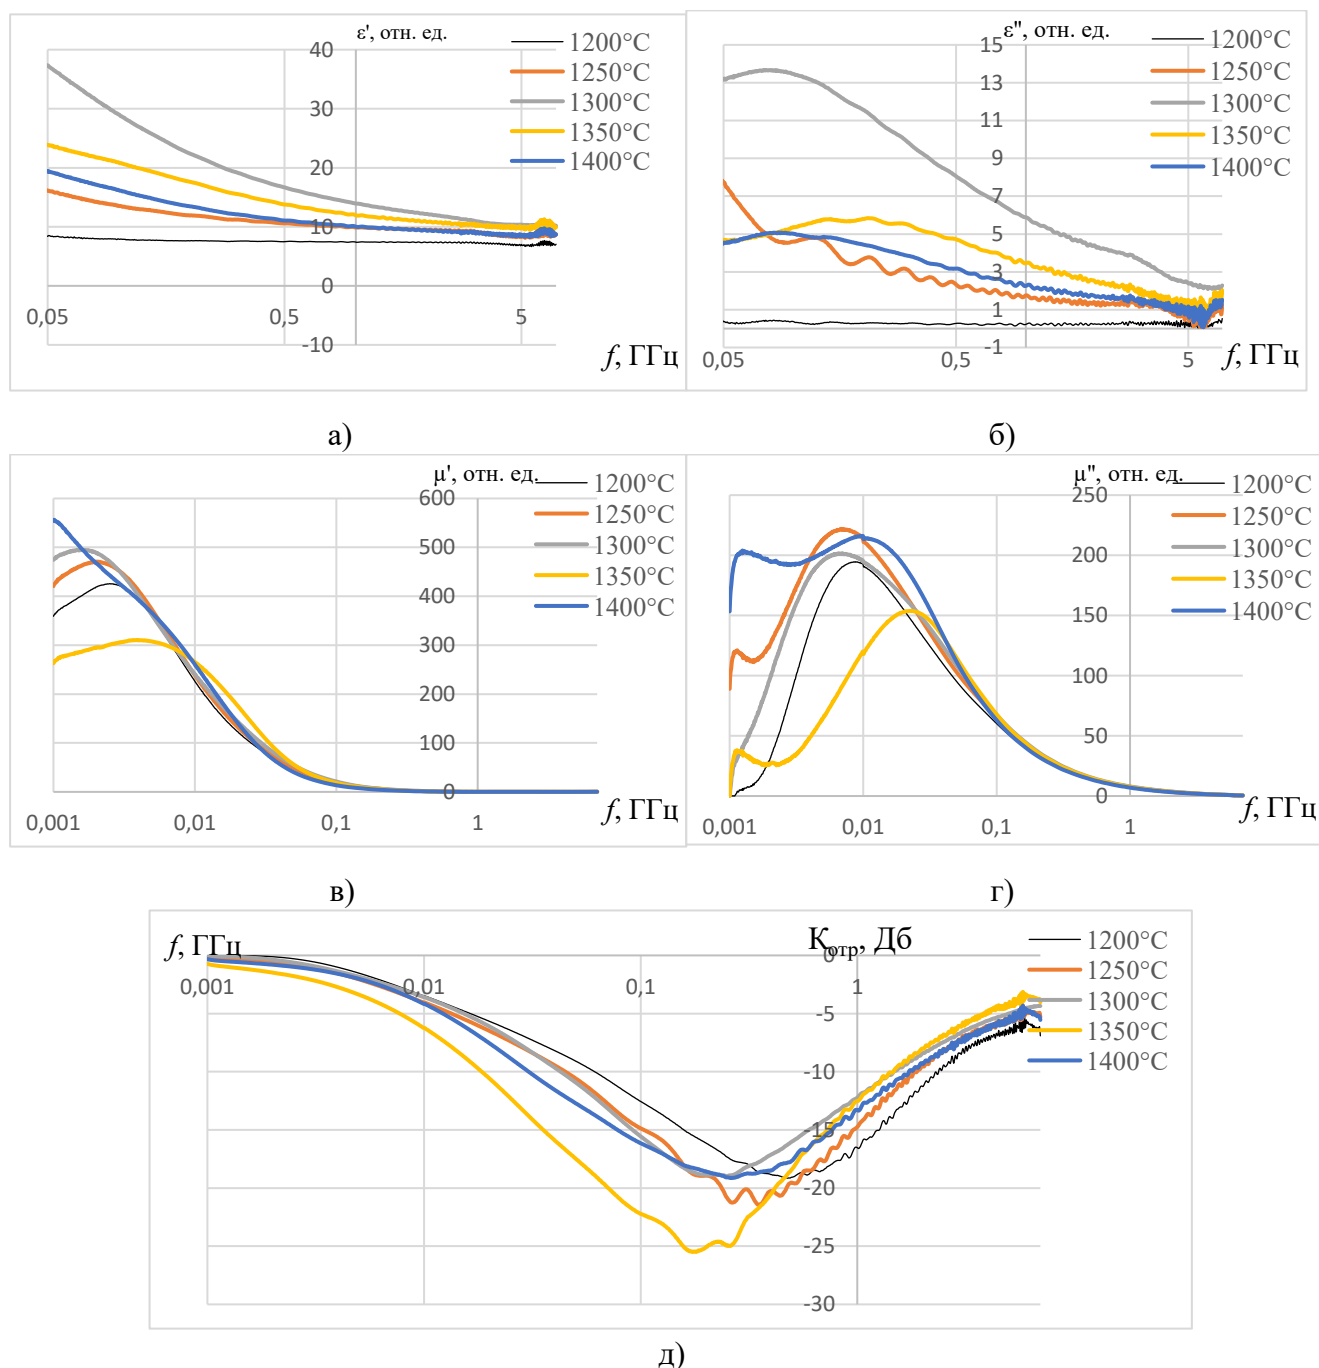 ε', отн. ед.
1200°C
1250°C
1300°C
1350°C
1400°C
40
30
20
10
0
-10
0,05
0,5
5
f, ГГц
ε", отн. ед.
1200°C
1250°C
1300°C
1350°C
1400°C
15
13
11
9
7
5
3
1
-1
0,05
0,5
5
f, ГГц
а)
б)
μ', отн. ед.
1200°C
1250°C
1300°C
1350°C
1400°C
600
500
400
300
200
100
0
0,001
0,01
0,1
1
f, ГГц
μ", отн. ед.
1200°C
1250°C
1300°C
1350°C
1400°C
250
200
150
100
50
0
0,001
0,01
0,1
1
f, ГГц
в)
г)
f, ГГц
Kотр, Дб
1200°C
1250°C
1300°C
1350°C
1400°C
0,001
0,01
0,1
1
0
-5
-10
-15
-20
-25
-30
д)